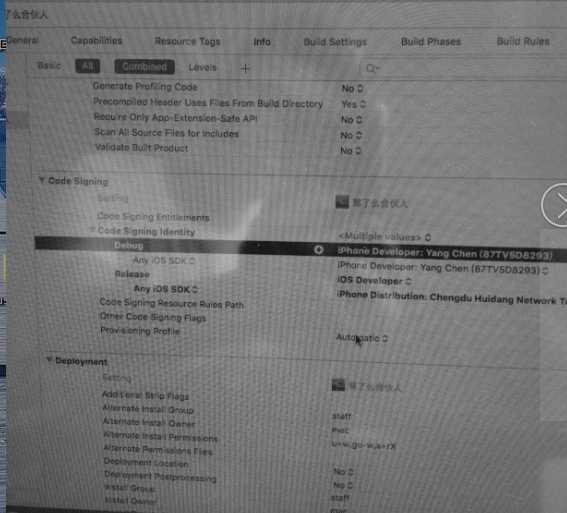 了么合伙人
General Capabilities Resource Tags Info Build Settings Build Phases Build Rules
Basic All Combined Levels +
Generate Profiling Code No
Precompiled Header Uses Files From Build Directory Yes
Require Only App-Extension-Safe API No
Scan All Source Files for Includes No
Validate Built Product No
Code Signing
Setting 了么合伙人
Code Signing Entitlements
Code Signing Identity <Multiple values>
Debug iPhone Developer: Yang Chen (87TV5D8293)
Any iOS SDK iPhone Developer: Yang Chen (87TV5D8293)
Release iOS Developer
Any iOS SDK iPhone Distribution: Chengdu Huidang Network T
Code Signing Resource Rules Path
Other Code Signing Flags
Provisioning Profile Automatic
Deployment
Setting 了么合伙人
Additional Strip Flags
Alternate Install Group staff
Alternate Install Owner mac
Alternate Install Permissions u+w,go-w,a+rX
Alternate Permissions Files
Deployment Location No
Deployment Postprocessing No
Install Group staff
Install Owner mac